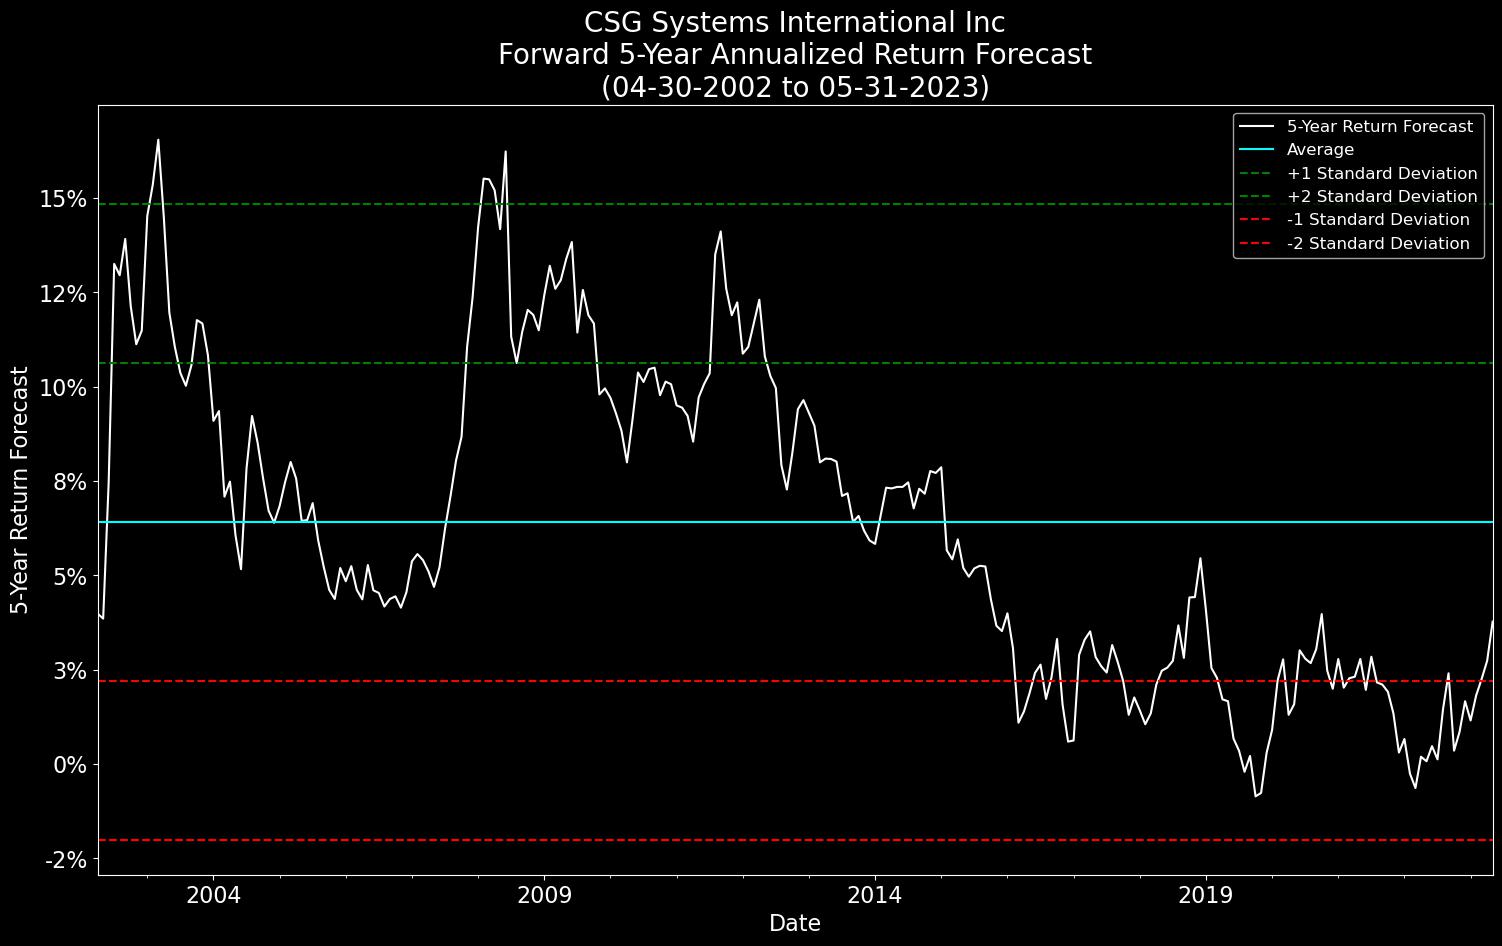 CSG Systems International Inc
Forward 5-Year Annualized Return Forecast
(04-30-2002 to 05-31-2023)
5-Year Return Forecast
Average
+1 Standard Deviation
+2 Standard Deviation
-1 Standard Deviation
-2 Standard Deviation
15%
12%
10%
8%
5%
3%
0%
-2%
5-Year Return Forecast
2004
2009
2014
2019
Date